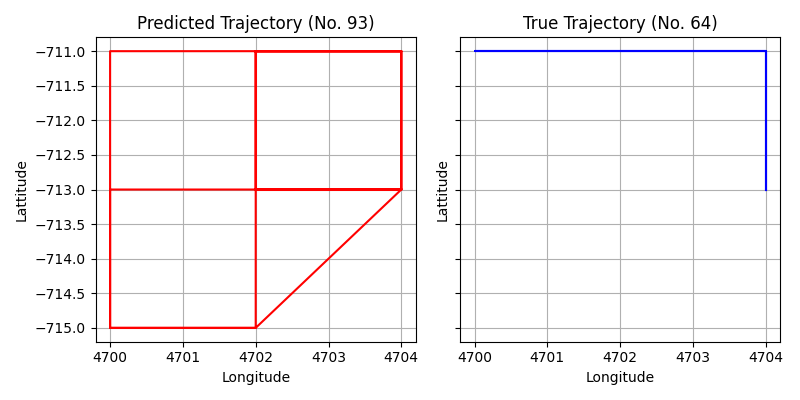 Predicted Trajectory (No. 93)
True Trajectory (No. 64)
−711.0
−711.5
−712.0
−712.5
−713.0
−713.5
−714.0
−714.5
−715.0
Lattitude
Lattitude
4700 4701 4702 4703 4704
4700 4701 4702 4703 4704
Longitude
Longitude